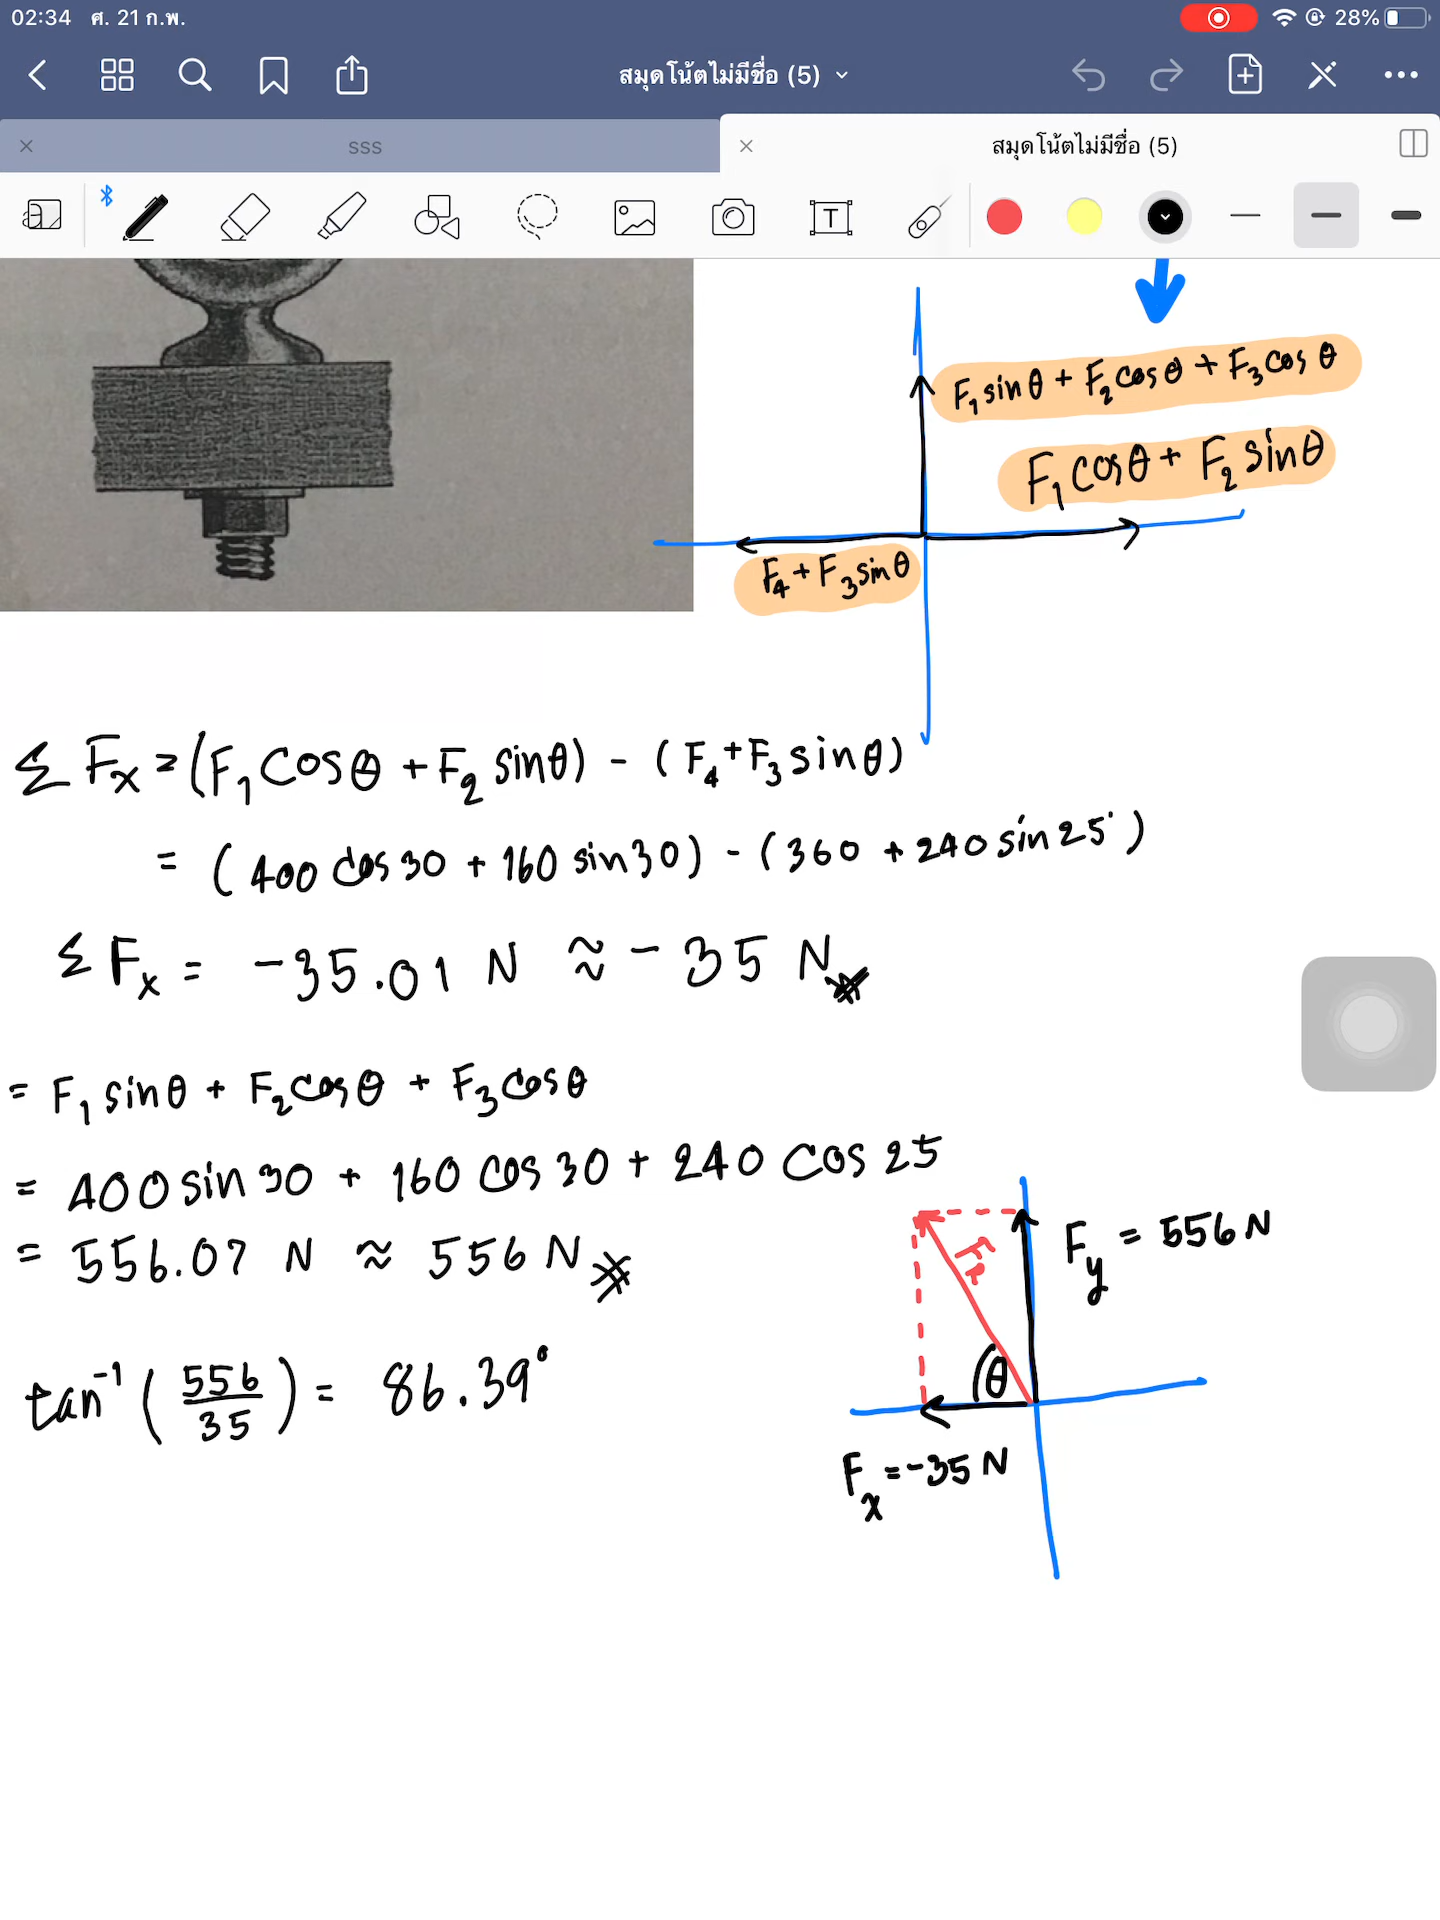 02:34 ศ. 21 ก.พ. 28%
สมุดโน้ตไม่มีชื่อ (5)
sss
สมุดโน้ตไม่มีชื่อ (5)
T
F₁ sinθ + F₂ cosθ + F₃ cosθ
F₁ cosθ + F₂ sinθ
F₄ + F₃ sinθ
Σ Fx = (F₁ cosθ + F₂ sinθ) - (F₄ + F₃ sinθ)
= (400 cos 30 + 160 sin 30) - (360 + 240 sin 25°)
Σ Fx = -35.01 N ≈ -35 N
= F₁ sinθ + F₂ cosθ + F₃ cosθ
= 400 sin 30 + 160 cos 30 + 240 cos 25
= 556.07 N ≈ 556 N
tan⁻¹ (556/35) = 86.39°
Fy = 556 N
θ
Fx = -35 N